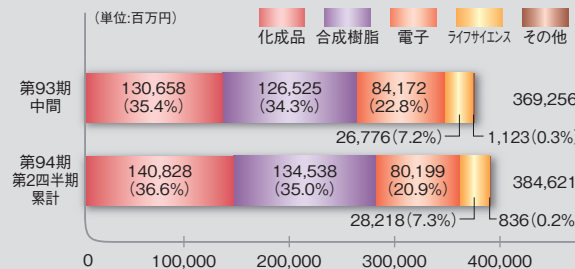 (単位:百万円)
化成品 合成樹脂 電子 ライフサイエンス その他
第93期
中間
130,658
(35.4%)
126,525
(34.3%)
84,172
(22.8%)
369,256
26,776(7.2%)
1,123(0.3%)
第94期
第2四半期
累計
140,828
(36.6%)
134,538
(35.0%)
80,199
(20.9%)
384,621
28,218(7.3%)
836(0.2%)
0 100,000 200,000 300,000 400,000